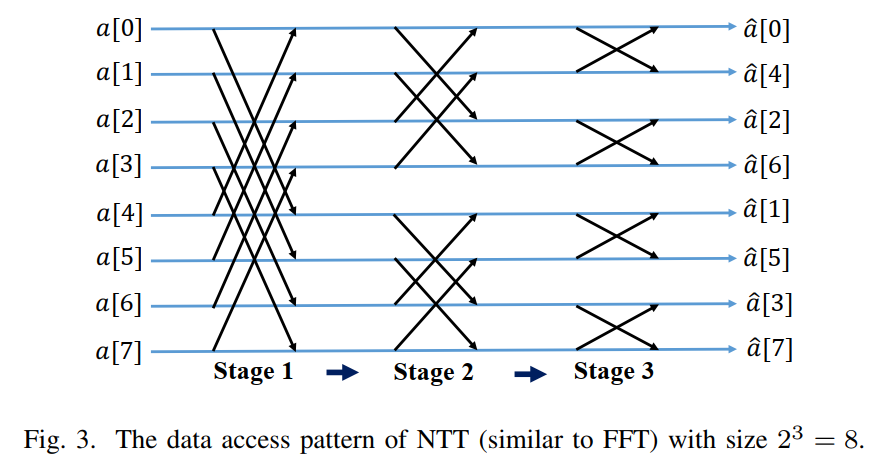 a[0] â[0]
a[1] â[4]
a[2] â[2]
a[3] â[6]
a[4] â[1]
a[5] â[5]
a[6] â[3]
a[7] â[7]
Stage 1 Stage 2 Stage 3
Fig. 3. The data access pattern of NTT (similar to FFT) with size 2³ = 8.